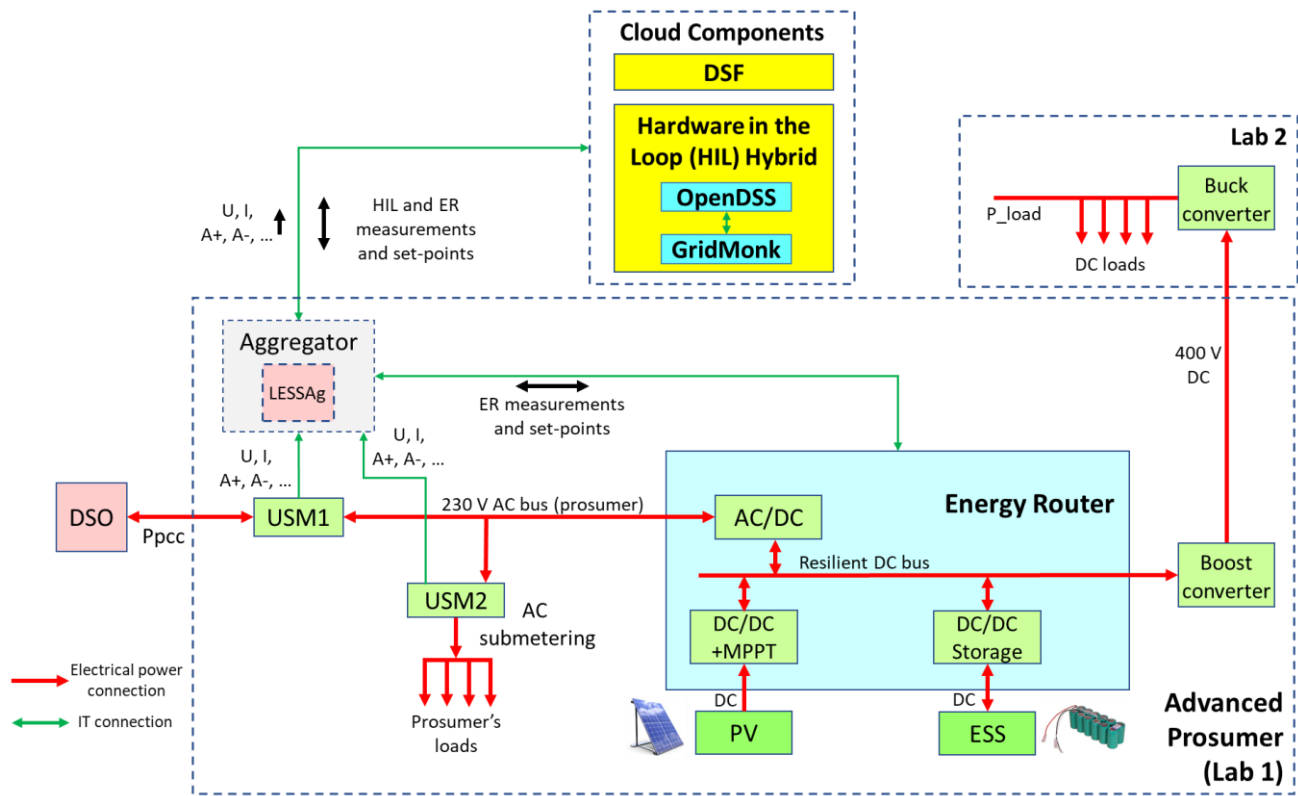 Cloud Components
DSF
Hardware in the
Loop (HIL) Hybrid
OpenDSS
GridMonk
Lab 2
Buck
converter
P_load
DC loads
U, I,
A+, A-, ...
HIL and ER
measurements
and set-points
400 V
DC
Aggregator
LESSAg
ER measurements
and set-points
U, I,
A+, A-, ...
U, I,
A+, A-, ...
DSO
Ppcc
USM1
230 V AC bus (prosumer)
Energy Router
AC/DC
Resilient DC bus
Boost
converter
USM2
AC
submetering
DC/DC
+MPPT
DC/DC
Storage
Electrical power
connection
IT connection
Prosumer's
loads
DC
PV
DC
ESS
Advanced
Prosumer
(Lab 1)